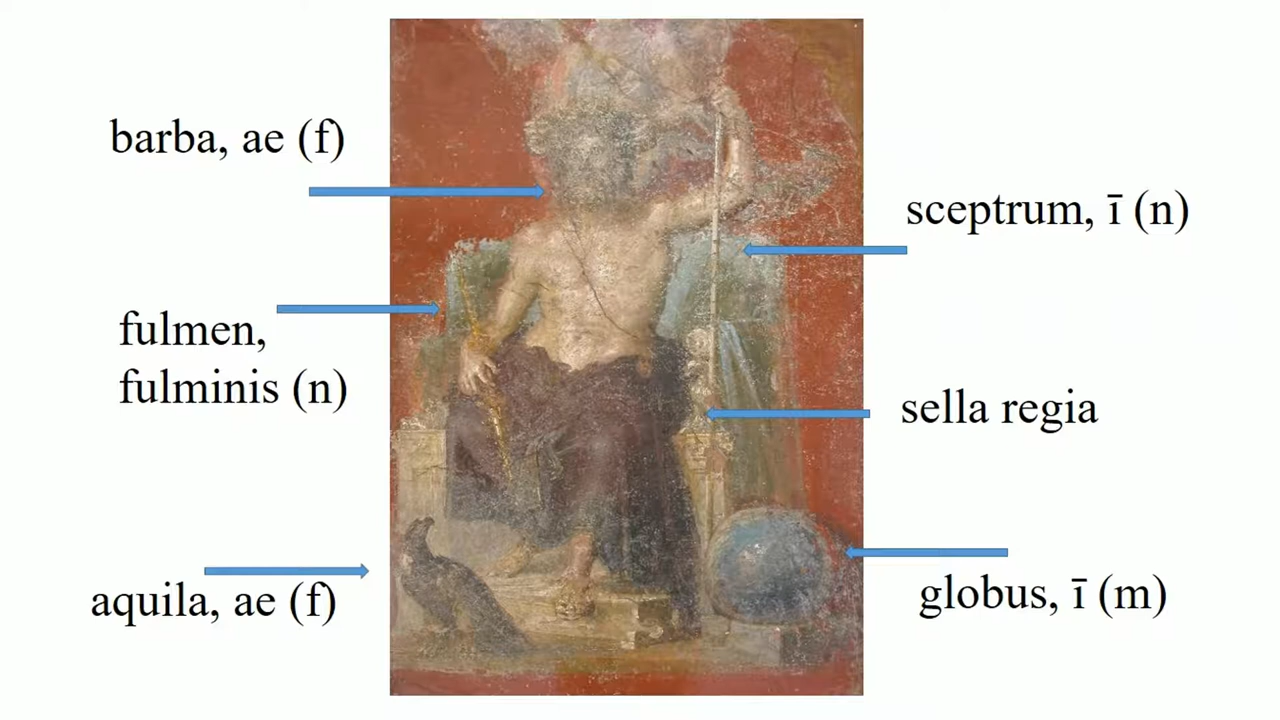 barba, ae (f)
fulmen,
fulminis (n)
aquila, ae (f)
sceptrum, ī (n)
sella regia
globus, ī (m)